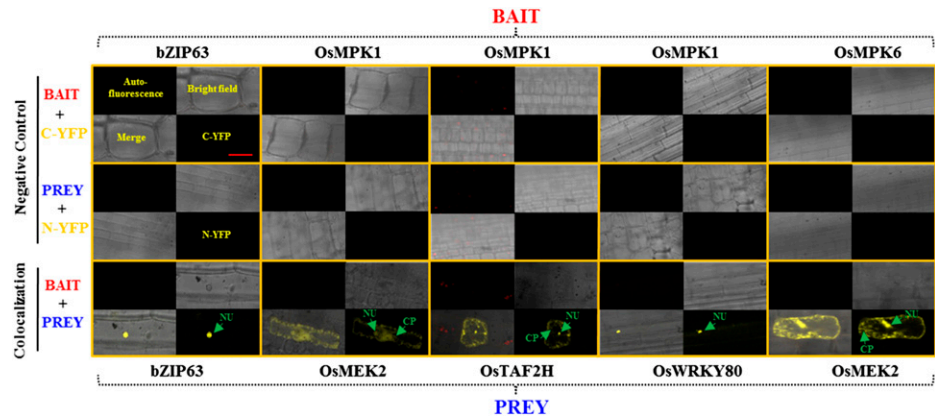 BAIT
bZIP63 OsMPK1 OsMPK1 OsMPK1 OsMPK6
Negative Control
BAIT
+
C-YFP
Auto-
fluorescence
Bright field
Merge
C-YFP
PREY
+
N-YFP
N-YFP
Colocalization
BAIT
+
PREY
NU
NU
CP
NU
CP
NU
NU
CP
bZIP63 OsMEK2 OsTAF2H OsWRKY80 OsMEK2
PREY